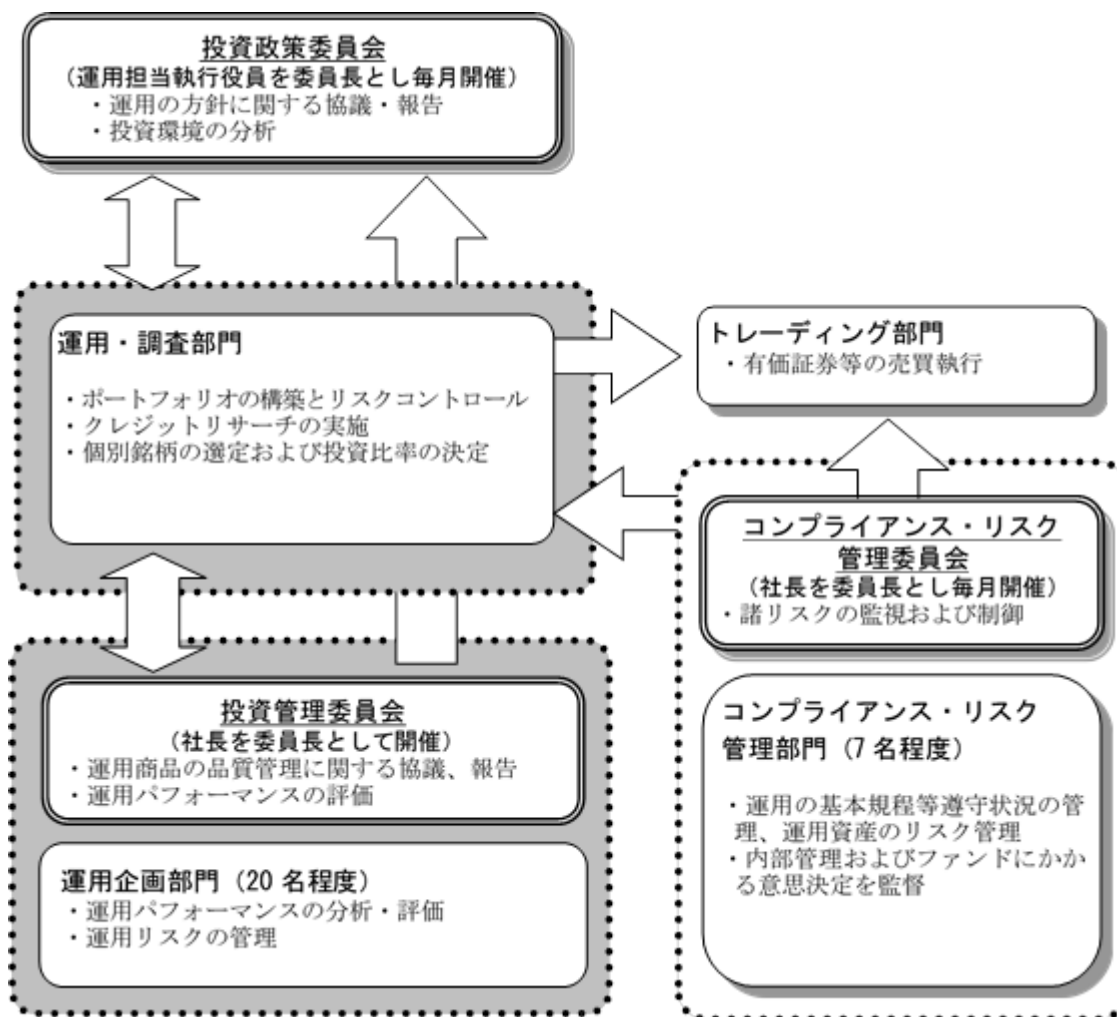 投資政策委員会
（運用担当執行役員を委員長とし毎月開催）
・運用の方針に関する協議・報告
・投資環境の分析
運用・調査部門
・ポートフォリオの構築とリスクコントロール
・クレジットリサーチの実施
・個別銘柄の選定および投資比率の決定
トレーディング部門
・有価証券等の売買執行
コンプライアンス・リスク
管理委員会
（社長を委員長とし毎月開催）
・諸リスクの監視および制御
投資管理委員会
（社長を委員長として開催）
・運用商品の品質管理に関する協議、報告
・運用パフォーマンスの評価
運用企画部門（20 名程度）
・運用パフォーマンスの分析・評価
・運用リスクの管理
コンプライアンス・リスク
管理部門（7 名程度）
・運用の基本規程等遵守状況の管
理、運用資産のリスク管理
・内部管理およびファンドにかか
る意思決定を監督